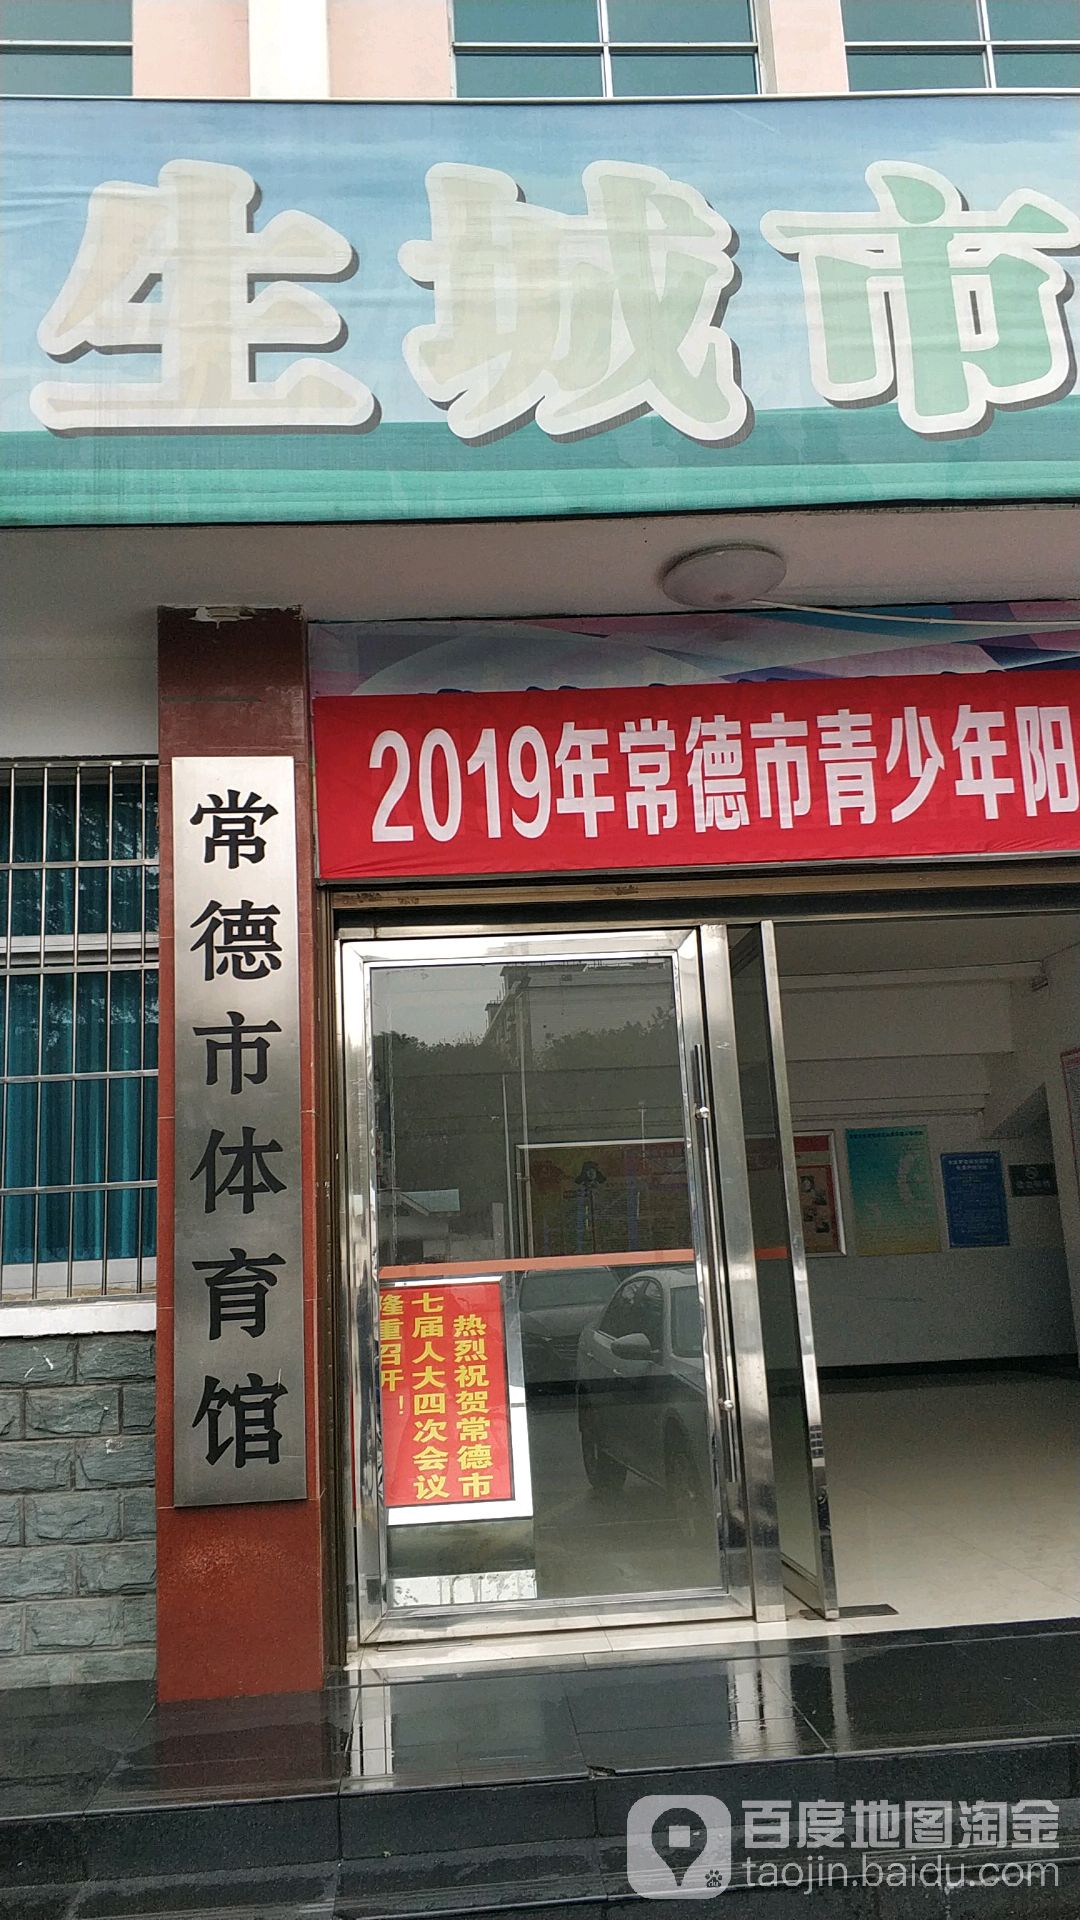 生城市
2019年常德市青少年阳
常德市体育馆
热烈祝贺常德市
七届人大四次会议
隆重召开！
百度地图淘金
taojin.baidu.com